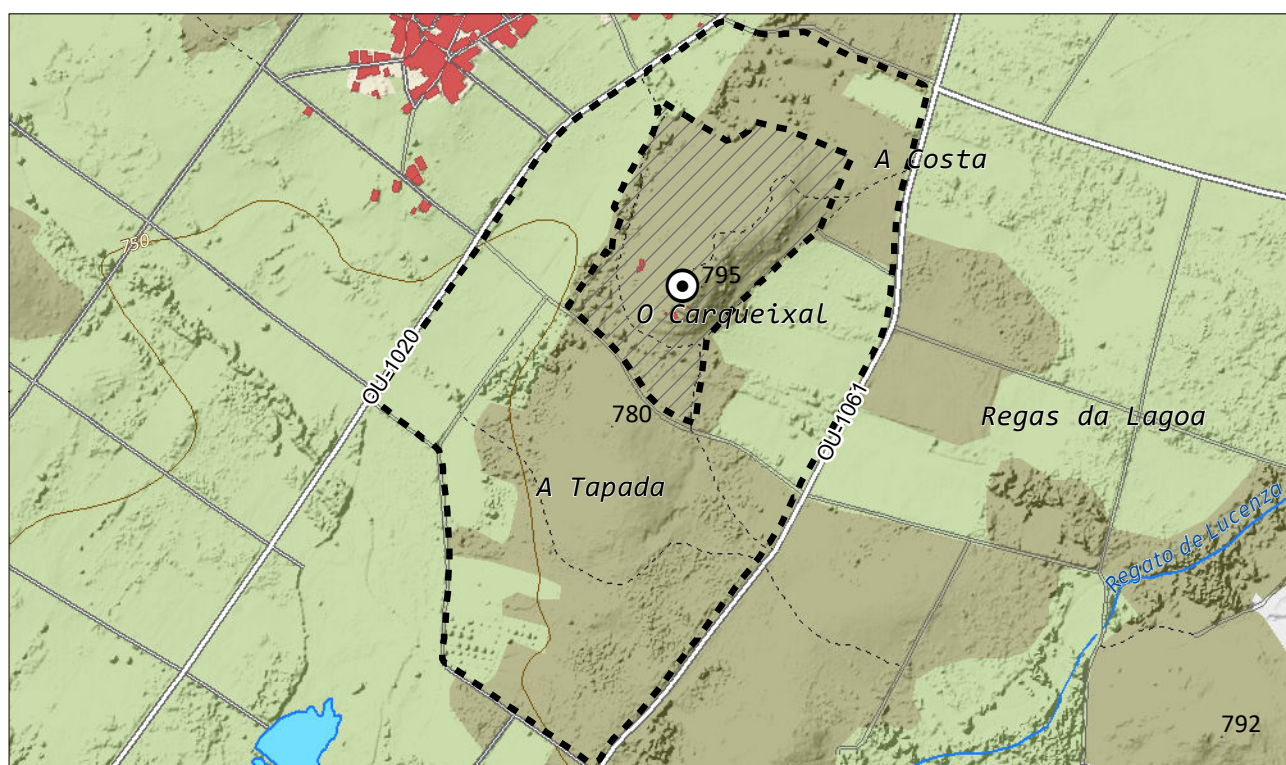 A Costa
750
795
O Carqueixal
OU-1020
780
OU-1061
Regas da Lagoa
A Tapada
Regato de Lucenza
792